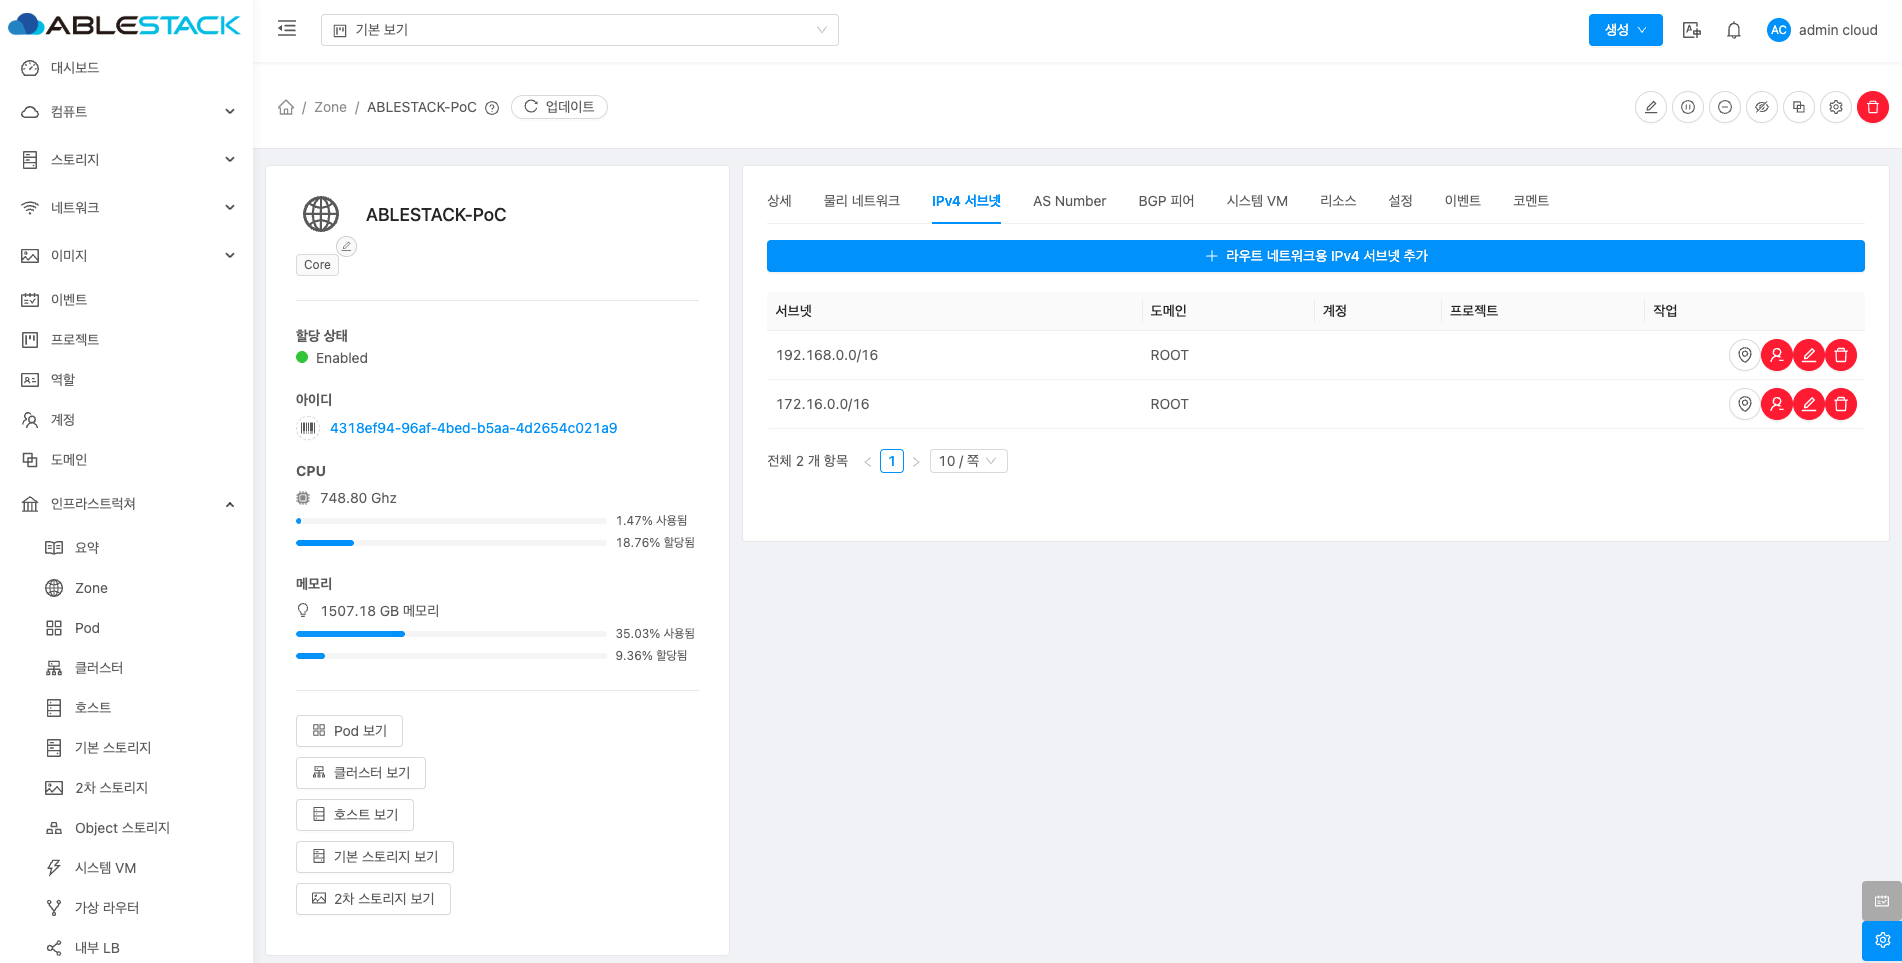 ABLESTACK
기본 보기
생성
AC
admin cloud
대시보드
컴퓨트
스토리지
네트워크
이미지
이벤트
프로젝트
역할
계정
도메인
인프라스트럭쳐
요약
Zone
Pod
클러스터
호스트
기본 스토리지
2차 스토리지
Object 스토리지
시스템 VM
가상 라우터
내부 LB
/ Zone / ABLESTACK-PoC
업데이트
ABLESTACK-PoC
Core
할당 상태
Enabled
아이디
4318ef94-96af-4bed-b5aa-4d2654c021a9
CPU
748.80 Ghz
1.47% 사용됨
18.76% 할당됨
메모리
1507.18 GB 메모리
35.03% 사용됨
9.36% 할당됨
Pod 보기
클러스터 보기
호스트 보기
기본 스토리지 보기
2차 스토리지 보기
상세 물리 네트워크 IPv4 서브넷 AS Number BGP 피어 시스템 VM 리소스 설정 이벤트 코멘트
라우트 네트워크용 IPv4 서브넷 추가
서브넷 도메인 계정 프로젝트 작업
192.168.0.0/16 ROOT
172.16.0.0/16 ROOT
전체 2 개 항목 < 1 > 10 / 쪽